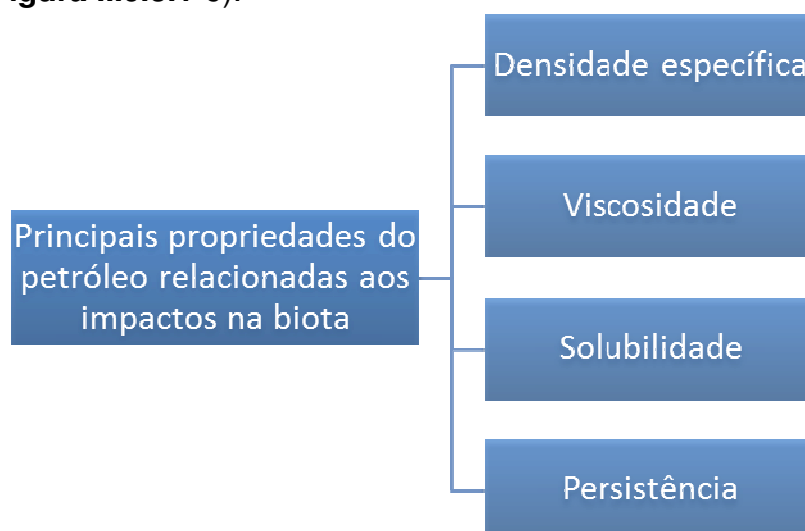 Densidade específica
Viscosidade
Principais propriedades do
petróleo relacionadas aos
impactos na biota
Solubilidade
Persistência